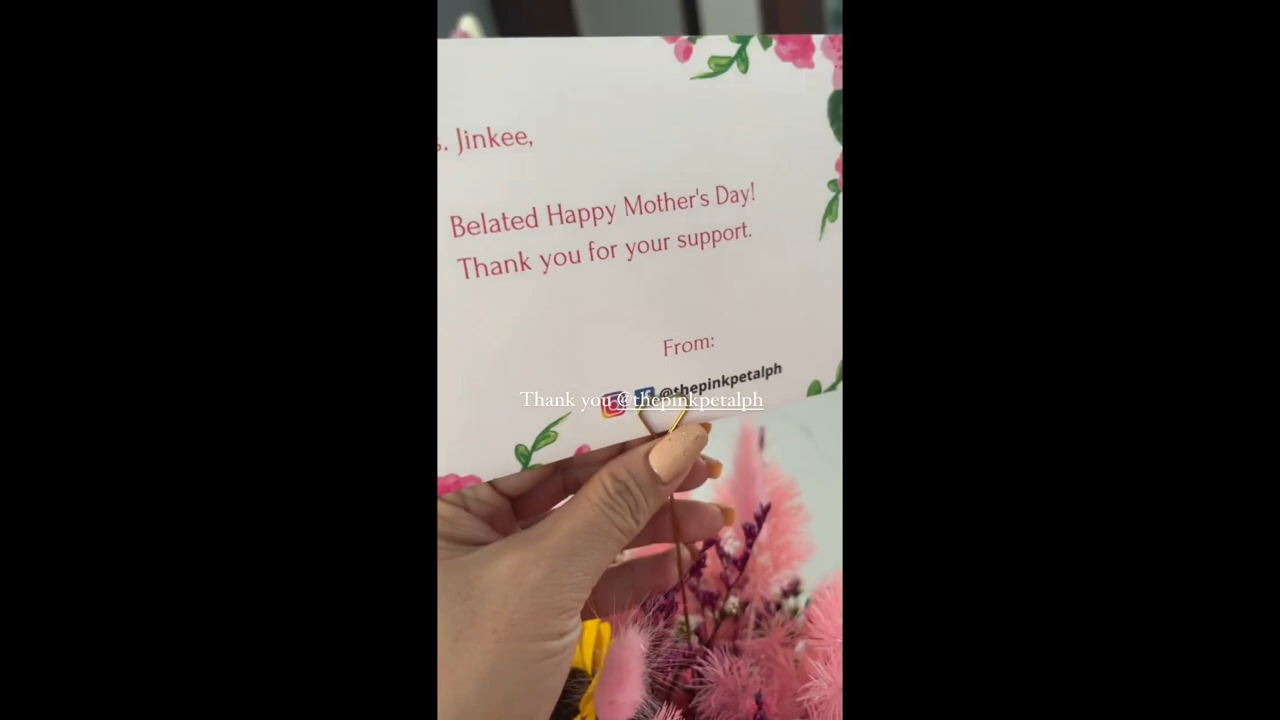 s. Jinkee,
Belated Happy Mother's Day!
Thank you for your support.
From:
@thepinkpetalph
Thank you @thepinkpetalph